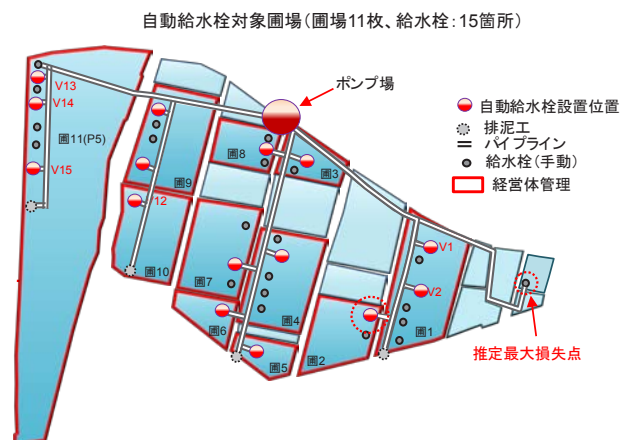 自動給水栓対象圃場(圃場11枚、給水栓:15箇所)
ポンプ場
自動給水栓設置位置
排泥工
パイプライン
給水栓(手動)
経営体管理
V13
V14
圃11(P5)
V15
圃9
V12
圃10
圃8
圃3
圃7
圃6
圃4
圃5
圃2
V1
V2
圃1
推定最大損失点